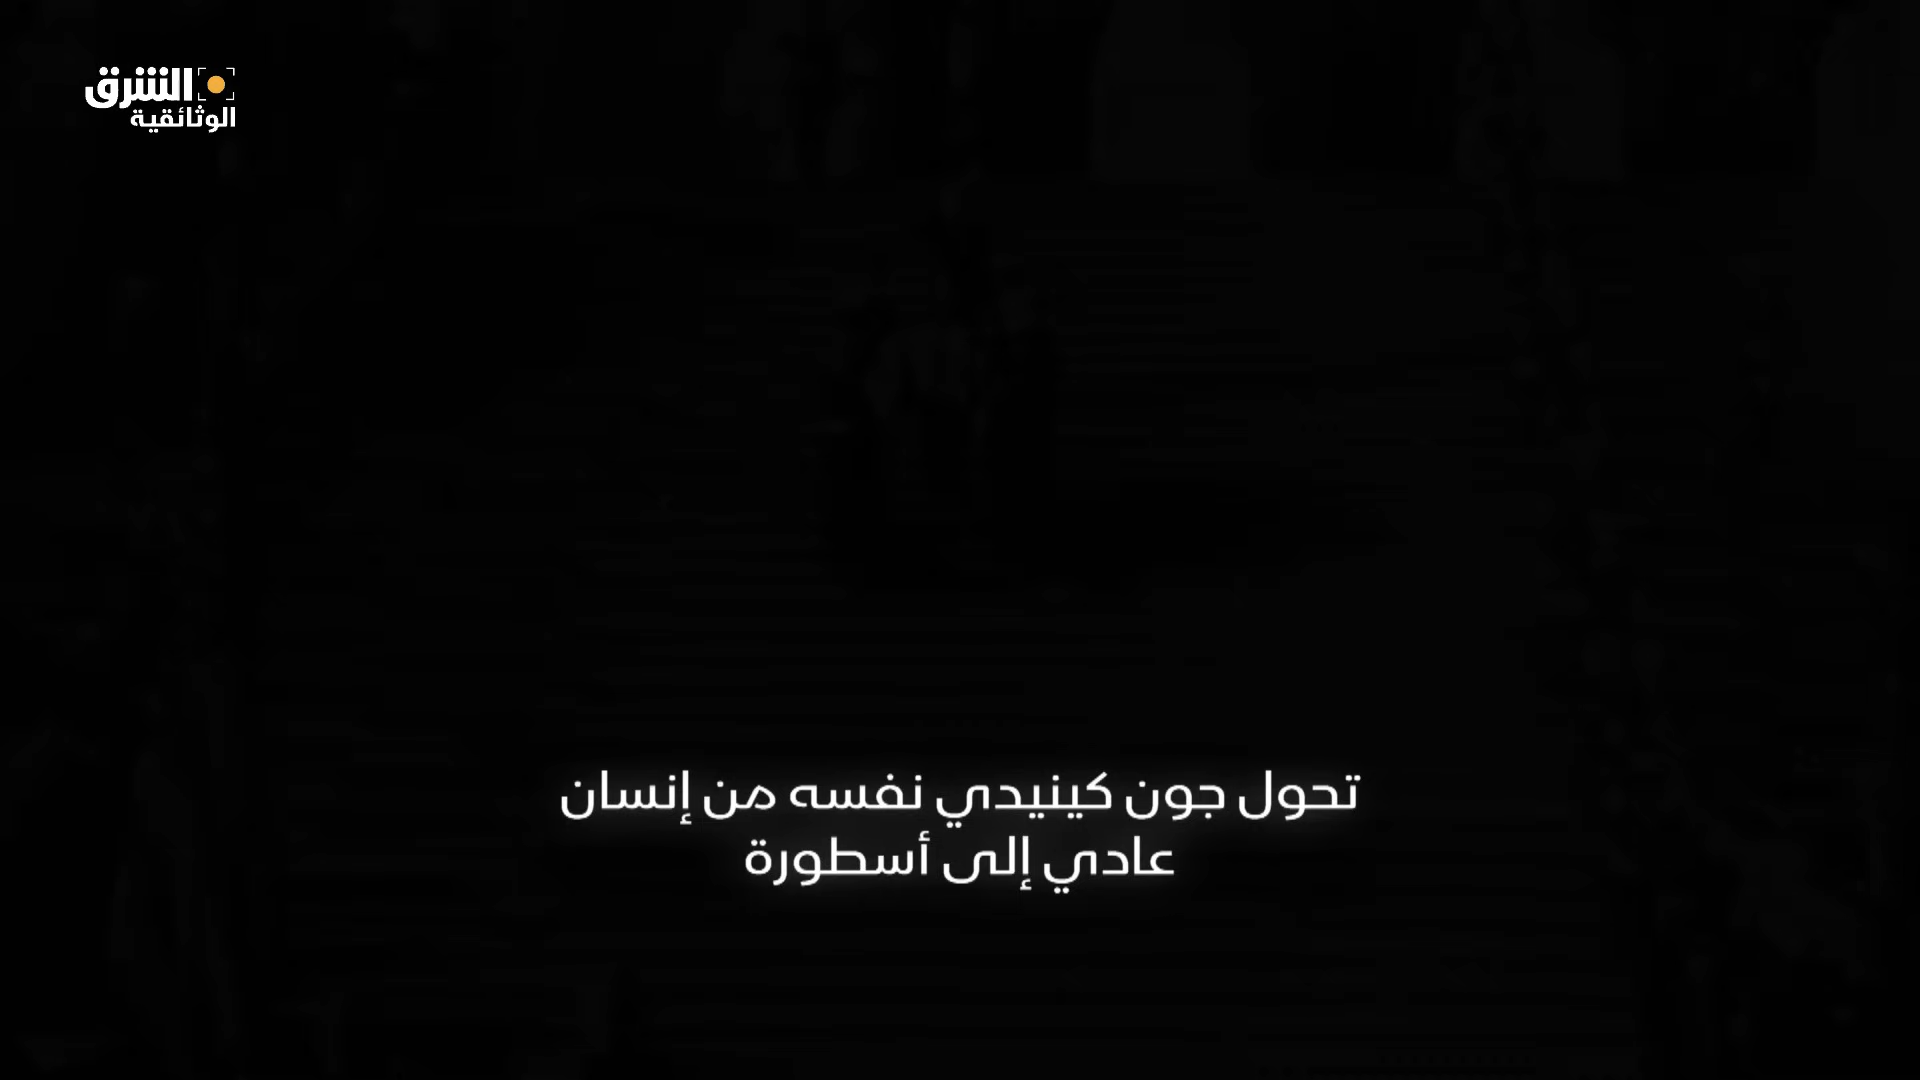 الشرق
الوثائقية
تحول جون كينيدي نفسه من إنسان
عادي إلى أسطورة